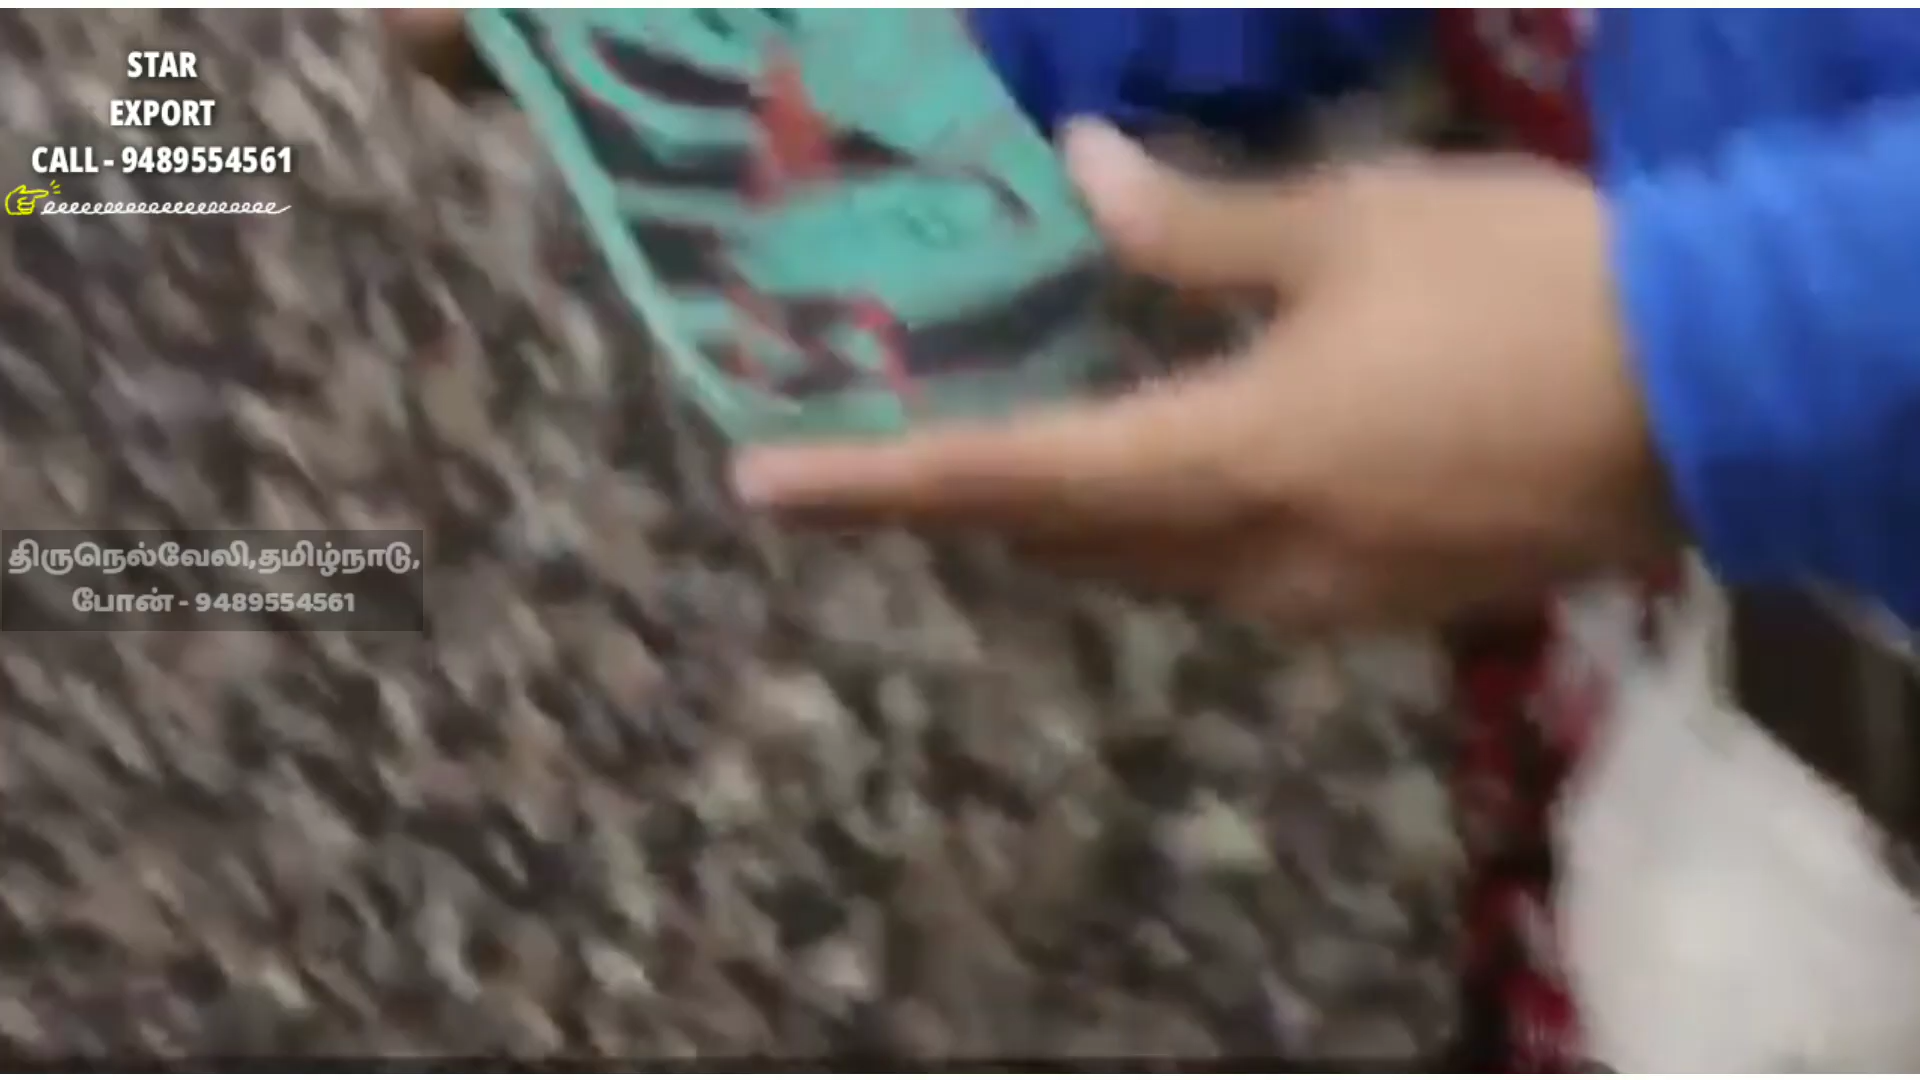 STAR
EXPORT
CALL - 9489554561
திருநெல்வேலி,தமிழ்நாடு,
போன் - 9489554561